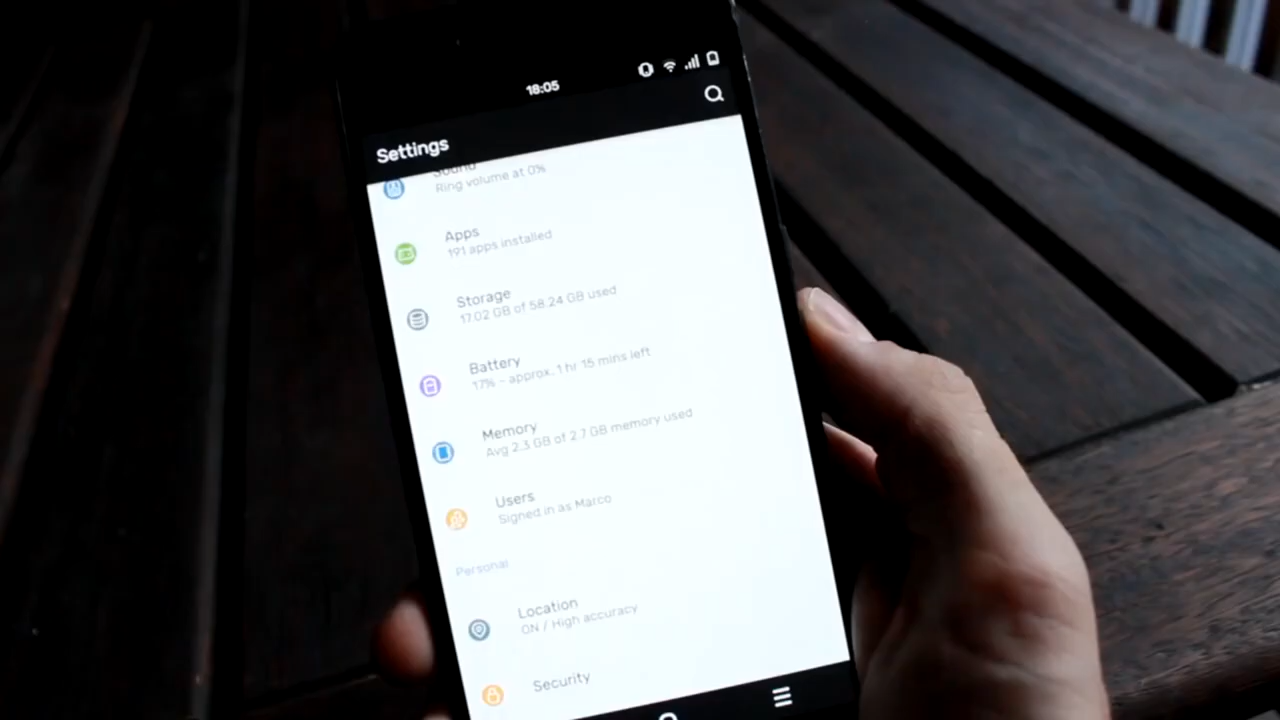 18:05
Settings
Sound
Ring volume at 0%
Apps
191 apps installed
Storage
17.02 GB of 58.24 GB used
Battery
17% - approx. 1 hr 15 mins left
Memory
Avg 2.3 GB of 2.7 GB memory used
Users
Signed in as Marco
Personal
Location
ON / High accuracy
Security